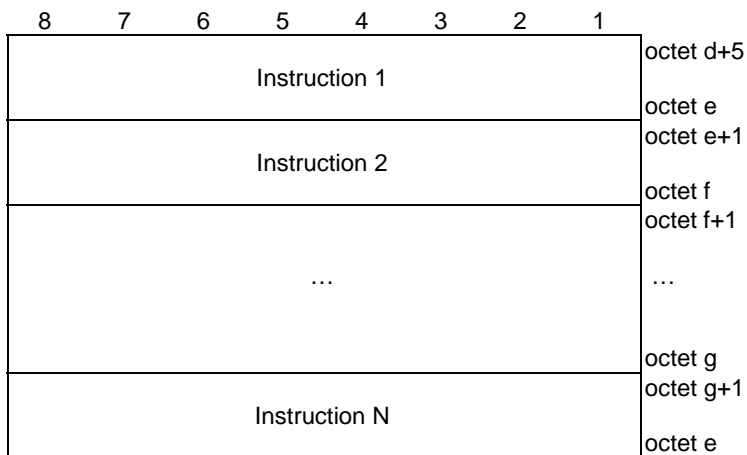 8 7 6 5 4 3 2 1
octet d+5
Instruction 1
octet e
octet e+1
Instruction 2
octet f
octet f+1
… …
octet g
octet g+1
Instruction N
octet e